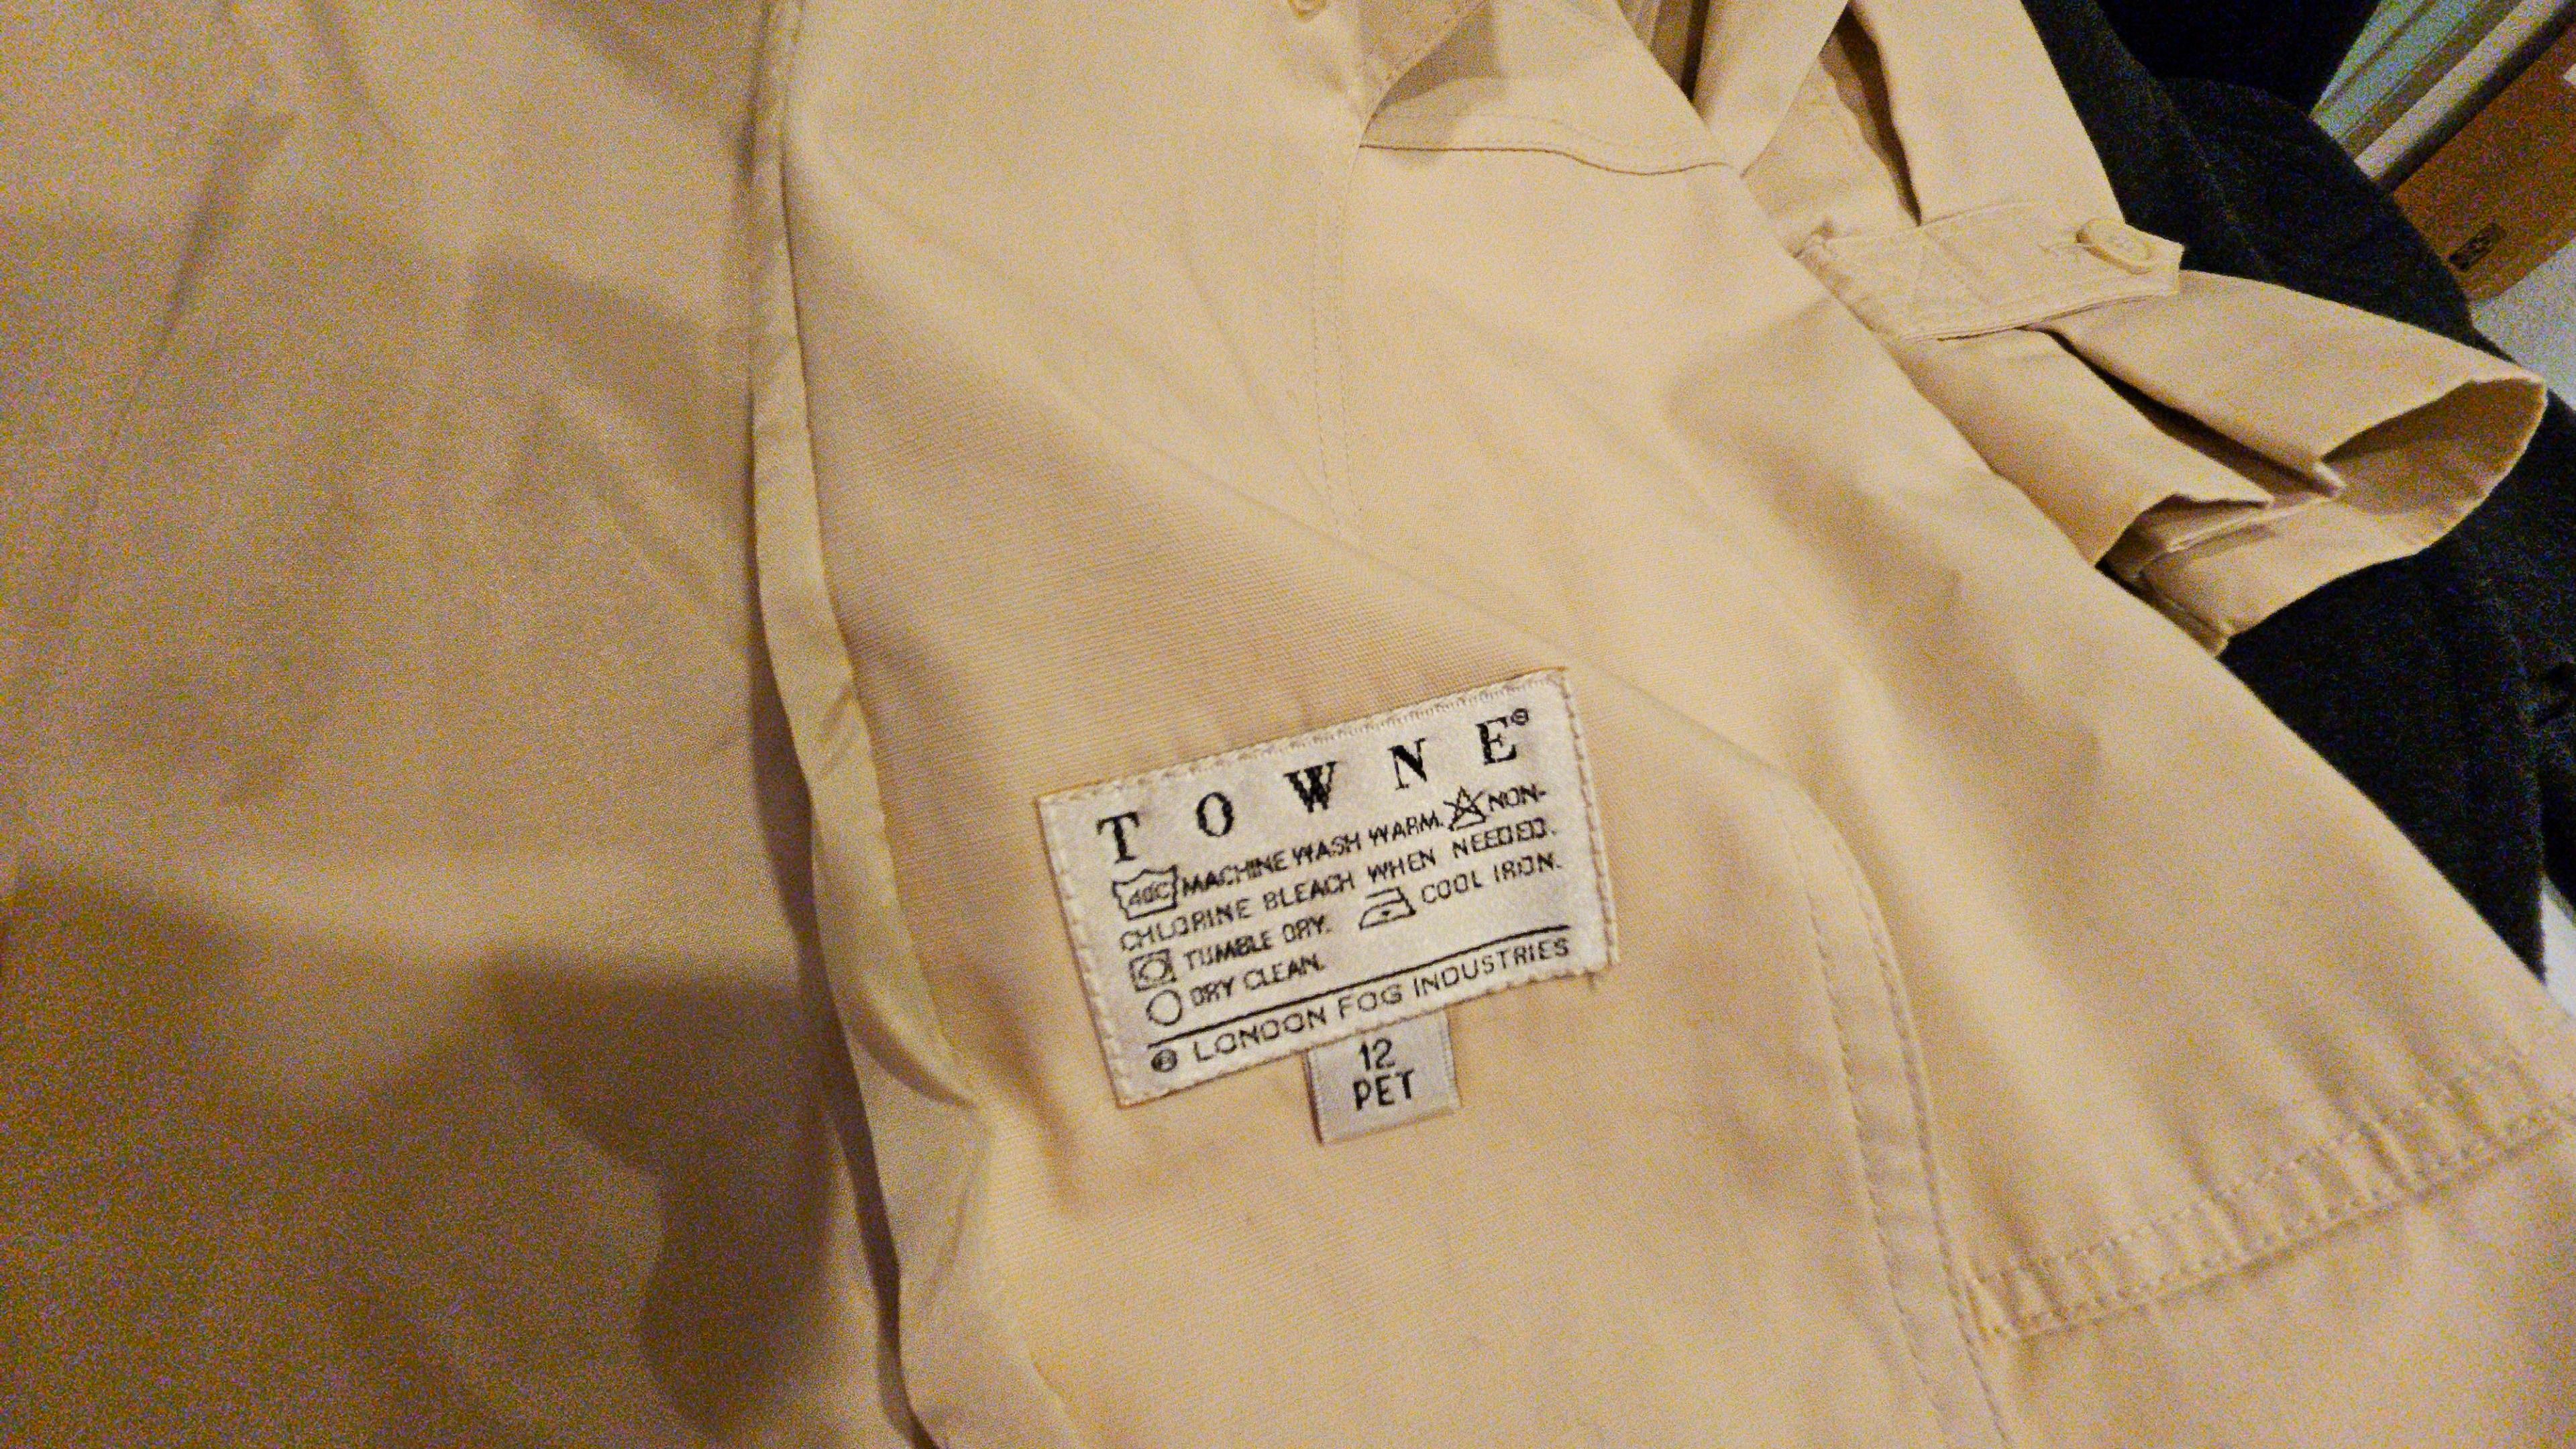 TOWNE®
40C MACHINE WASH WARM. NON-
CHLORINE BLEACH WHEN NEEDED.
TUMBLE DRY. COOL IRON.
DRY CLEAN.
® LONDON FOG INDUSTRIES
12
PET